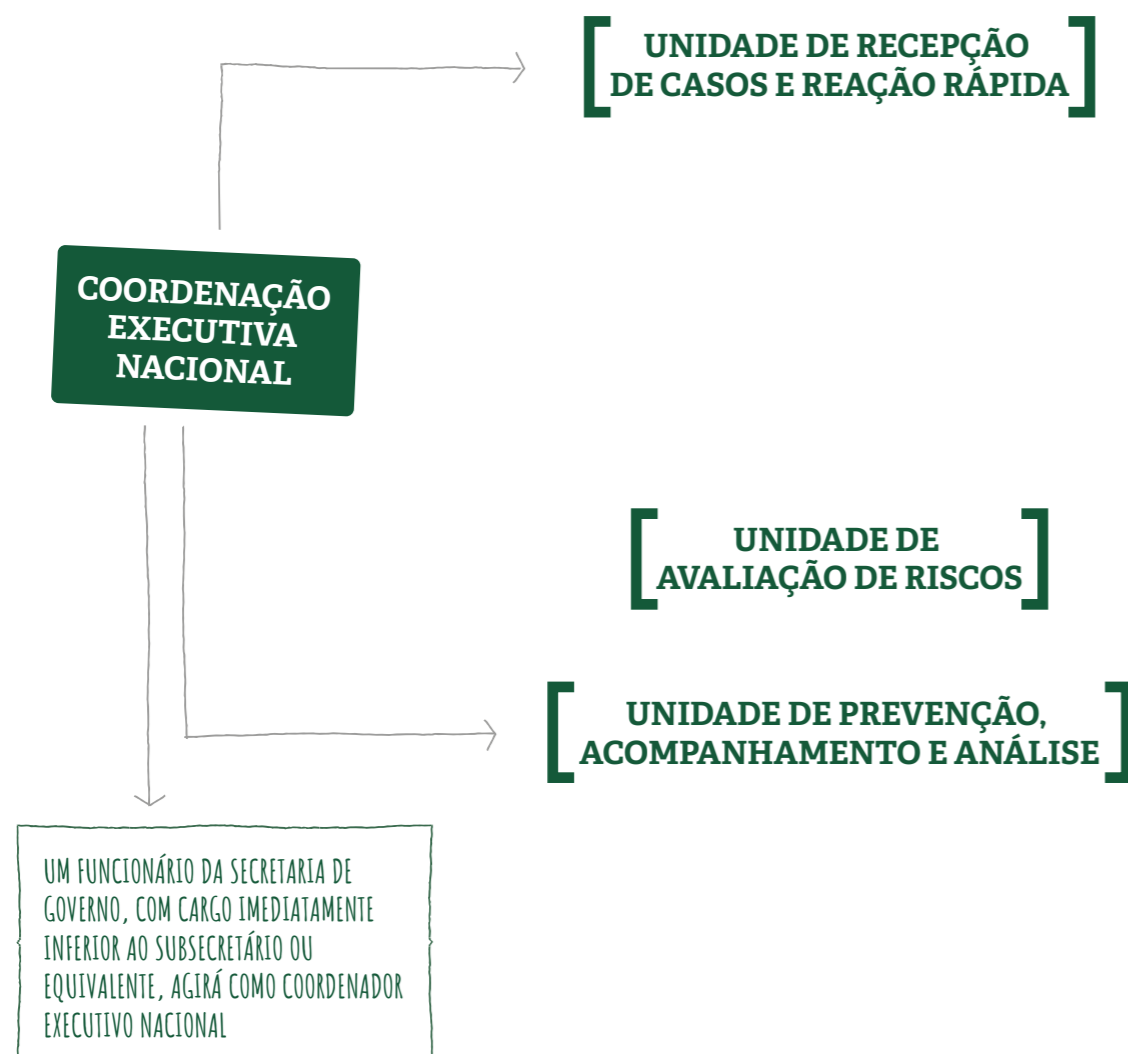 UNIDADE DE RECEPÇÃO
DE CASOS E REAÇÃO RÁPIDA
COORDENAÇÃO
EXECUTIVA
NACIONAL
UNIDADE DE
AVALIAÇÃO DE RISCOS
UNIDADE DE PREVENÇÃO,
ACOMPANHAMENTO E ANÁLISE
UM FUNCIONÁRIO DA SECRETARIA DE
GOVERNO, COM CARGO IMEDIATAMENTE
INFERIOR AO SUBSECRETÁRIO OU
EQUIVALENTE, AGIRÁ COMO COORDENADOR
EXECUTIVO NACIONAL